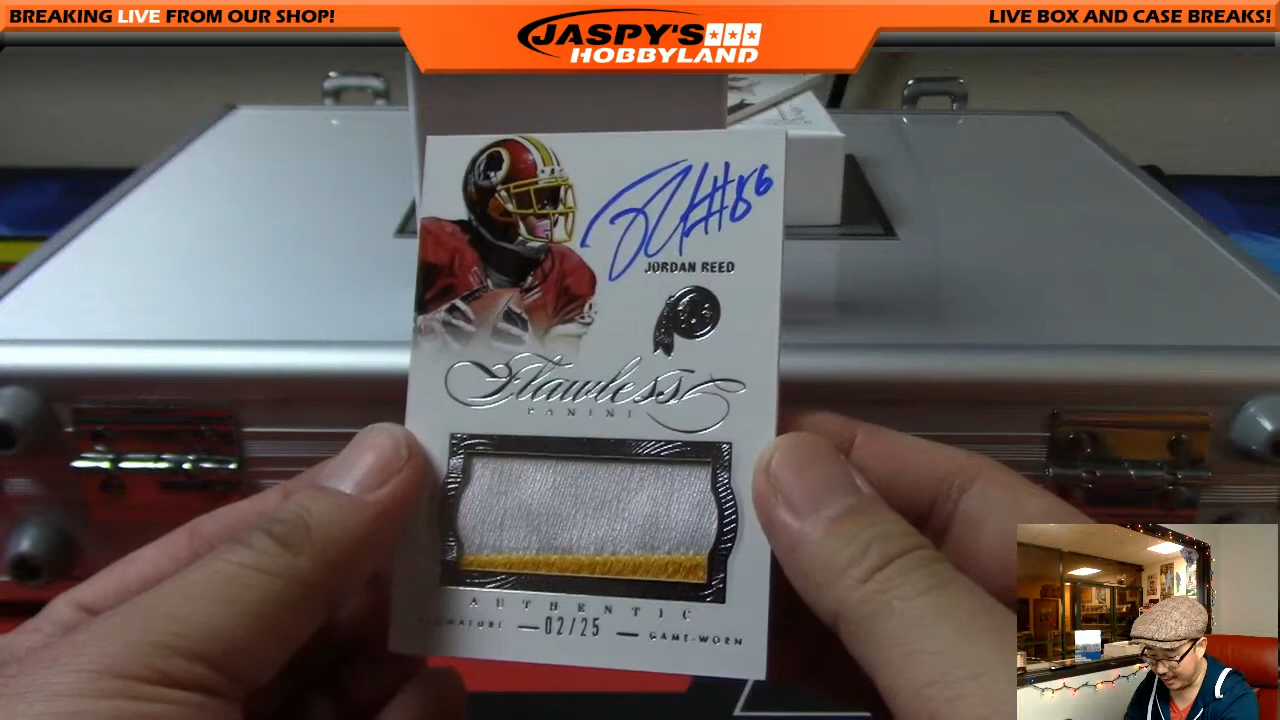 BREAKING LIVE FROM OUR SHOP!
JASPY'S
HOBBYLAND
LIVE BOX AND CASE BREAKS!
#86
JORDAN REED
Flawless
PANINI
AUTHENTIC
SIGNATURE — 02/25 — GAME-WORN